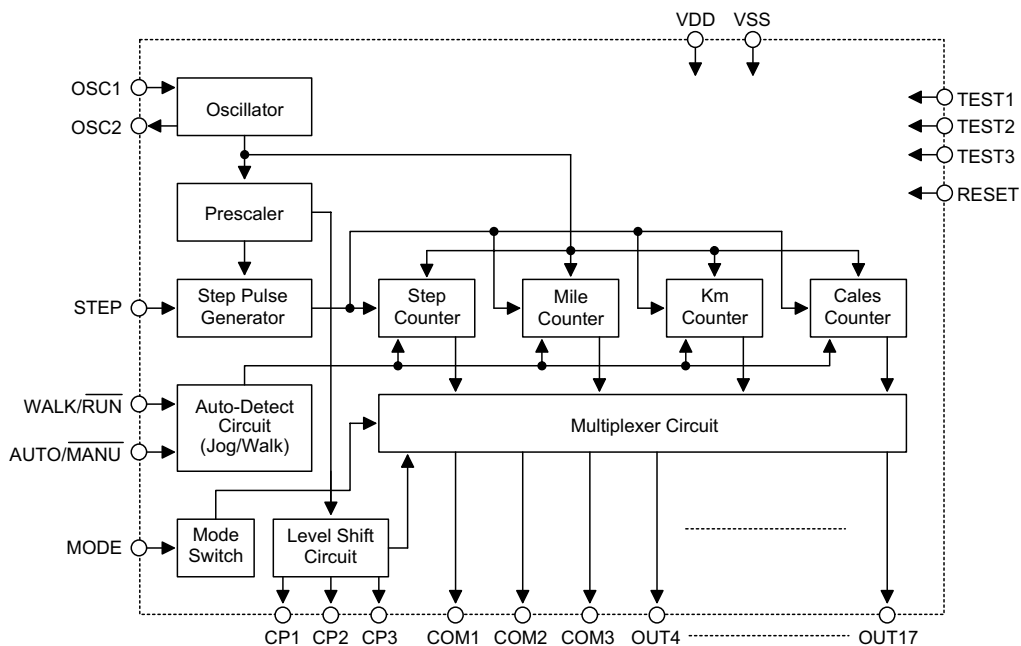 VDD VSS
OSC1
OSC2
Oscillator
TEST1
TEST2
TEST3
RESET
Prescaler
STEP
Step Pulse
Generator
Step
Counter
Mile
Counter
Km
Counter
Cales
Counter
WALK/RUN
AUTO/MANU
Auto-Detect
Circuit
(Jog/Walk)
Multiplexer Circuit
MODE
Mode
Switch
Level Shift
Circuit
CP1 CP2 CP3 COM1 COM2 COM3 OUT4 OUT17